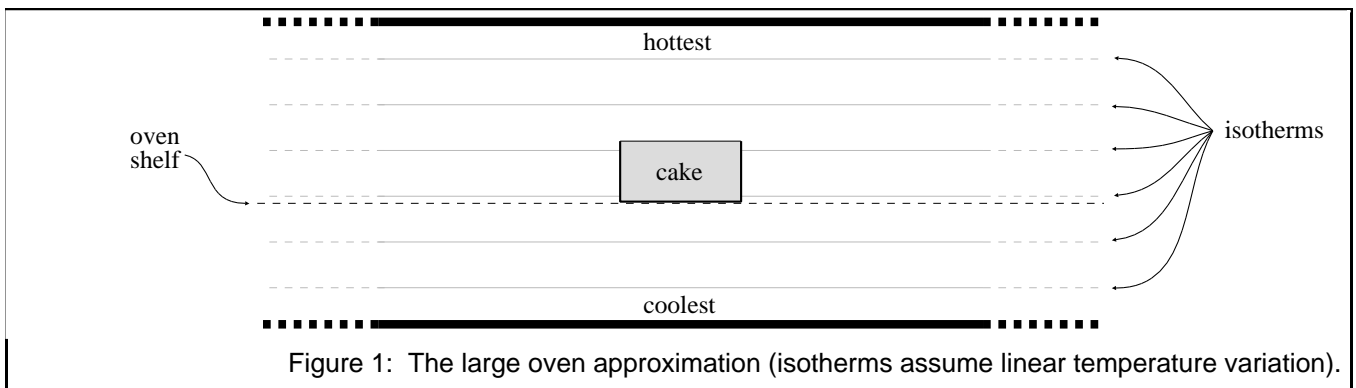 hottest
oven
shelf
cake
isotherms
coolest
Figure 1: The large oven approximation (isotherms assume linear temperature variation).